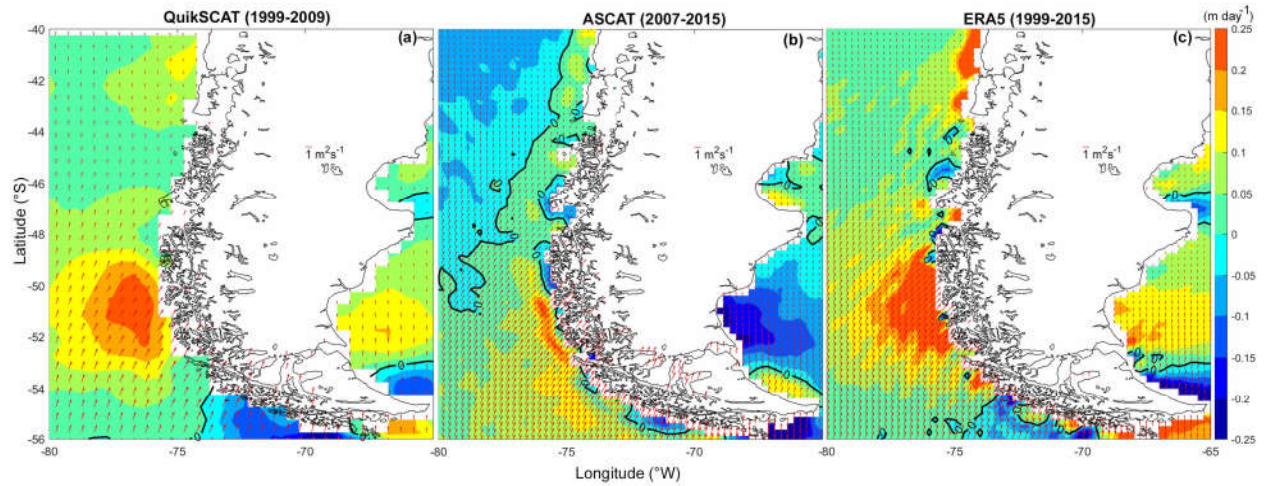 QuikSCAT (1999-2009)
ASCAT (2007-2015)
ERA5 (1999-2015)
(m day⁻¹)
(a)
(b)
(c)
Latitude (°S)
-40
-42
-44
-46
-48
-50
-52
-54
-56
1 m²s⁻¹
1 m²s⁻¹
1 m²s⁻¹
0.25
0.2
0.15
0.1
0.05
0
-0.05
-0.1
-0.15
-0.2
-0.25
-80
-75
-70
-80
-75
-70
-80
-75
-70
-65
Longitude (°W)